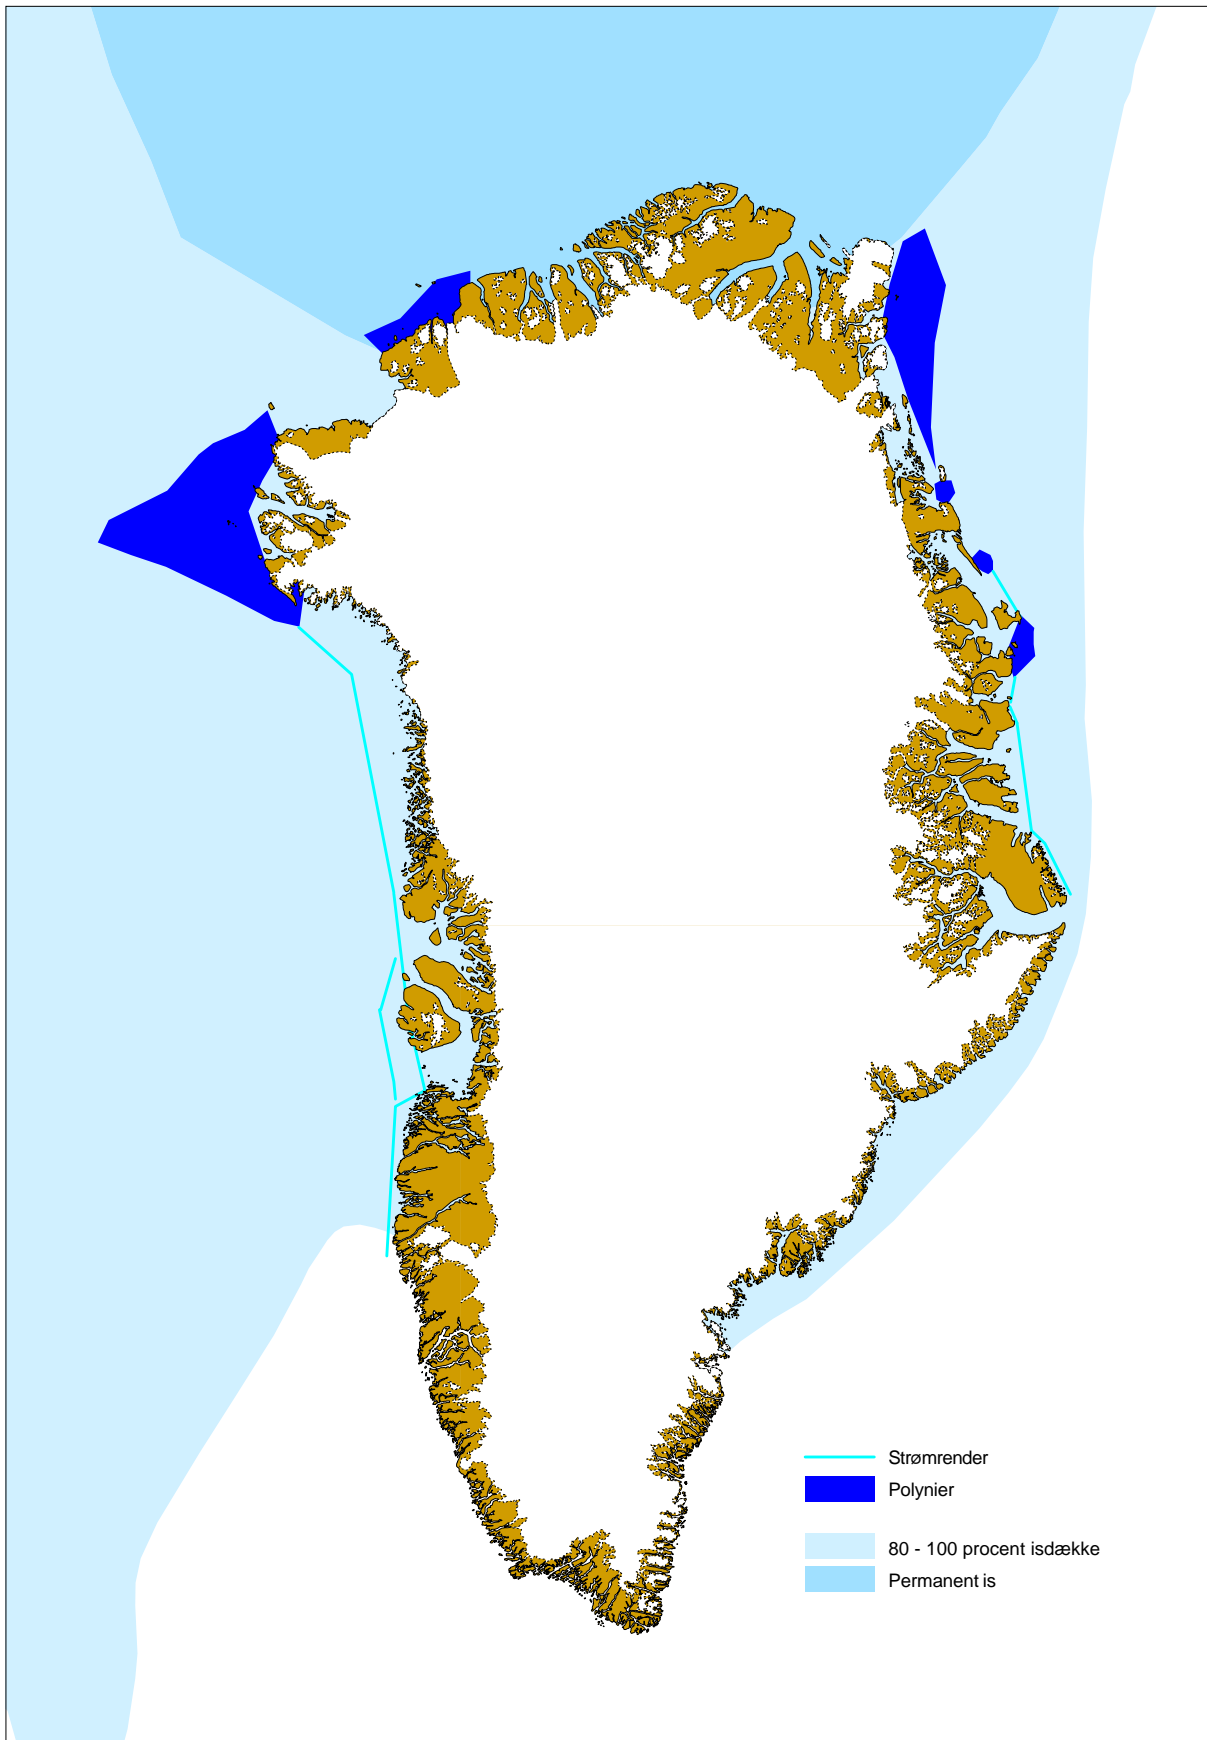 Strømrender
Polynier
80 - 100 procent isdække
Permanent is